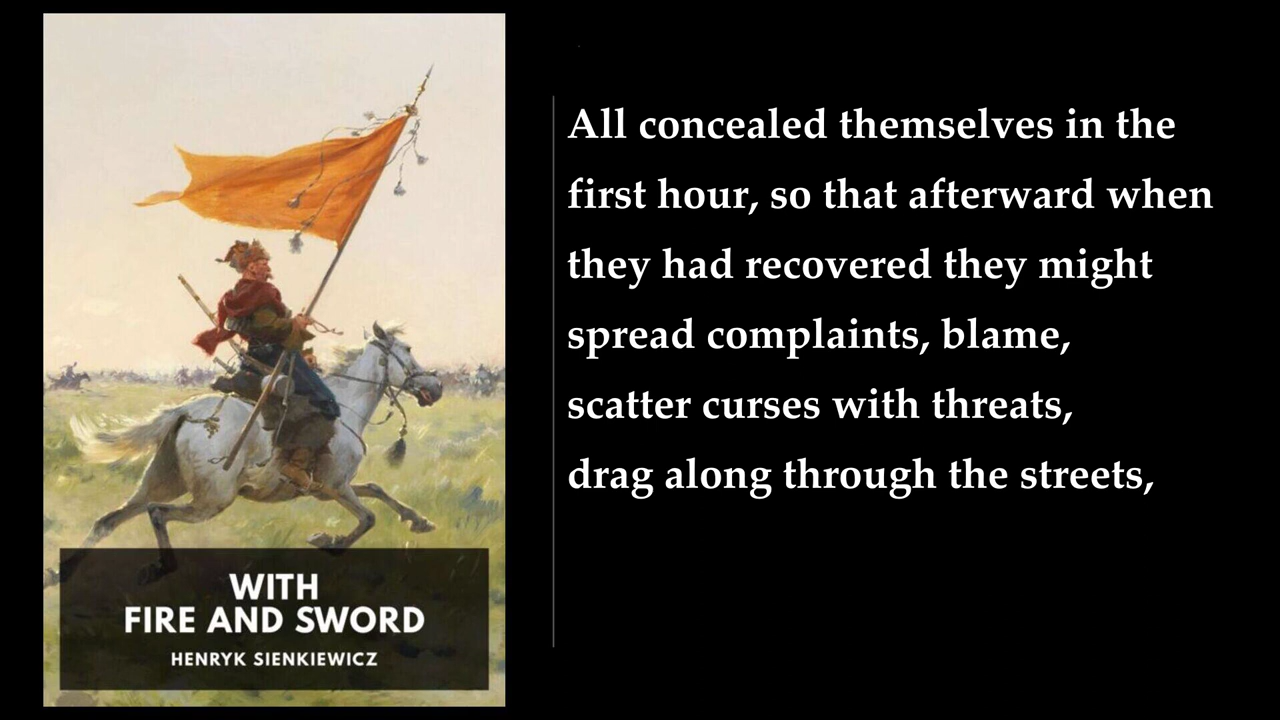 WITH
FIRE AND SWORD
HENRYK SIENKIEWICZ
All concealed themselves in the
first hour, so that afterward when
they had recovered they might
spread complaints, blame,
scatter curses with threats,
drag along through the streets,